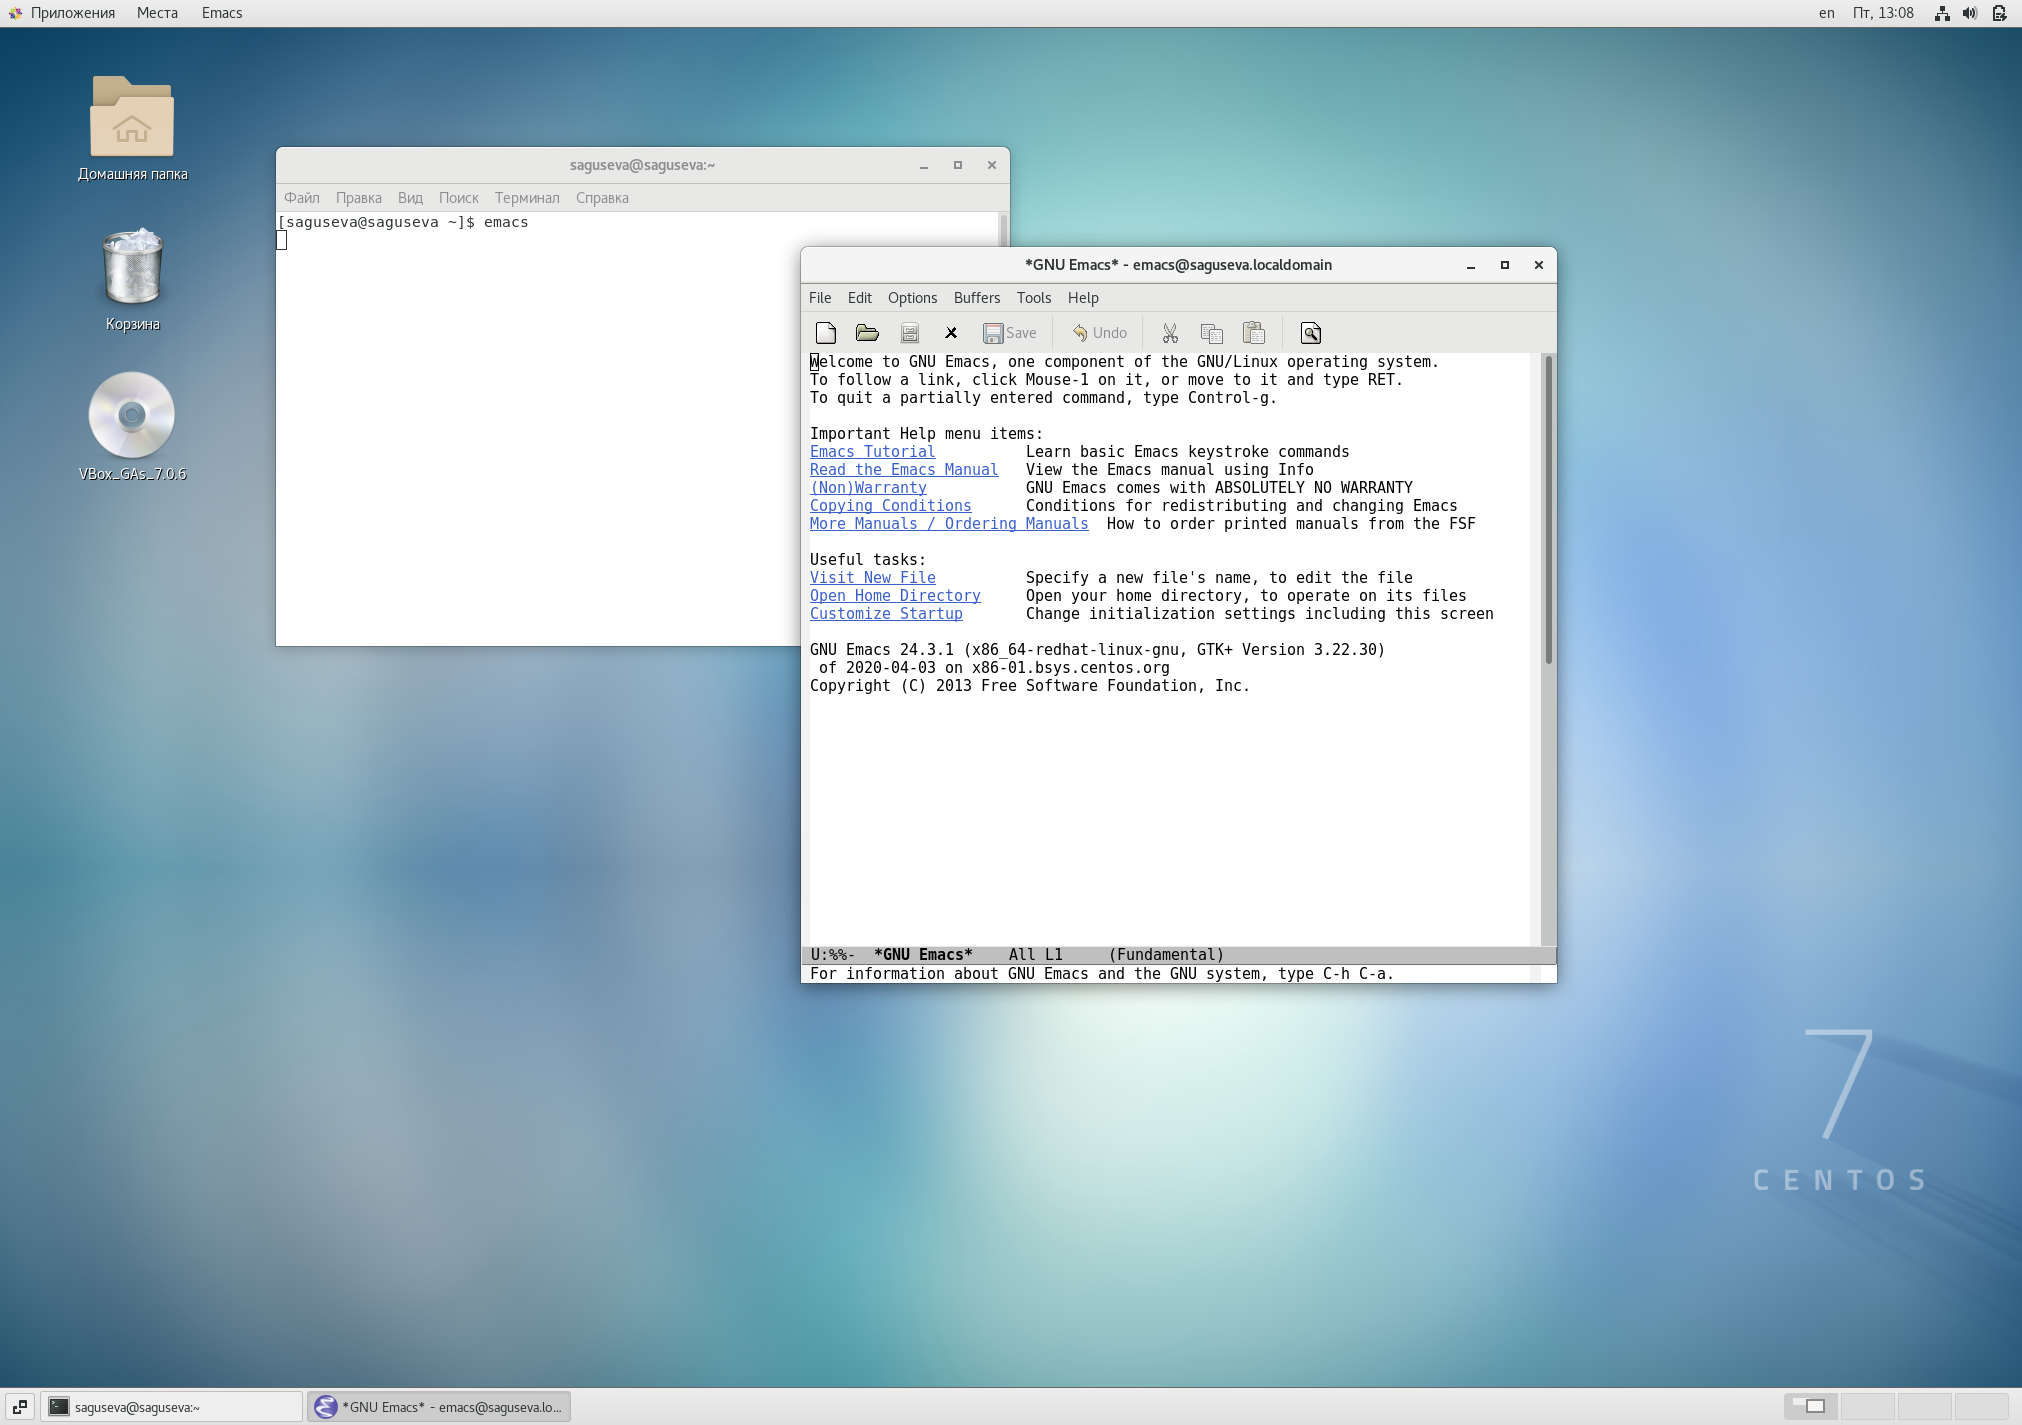 Приложения Места Emacs en Пт, 13:08
Домашняя папка
Корзина
VBox_GAs_7.0.6
saguseva@saguseva:~
Файл Правка Вид Поиск Терминал Справка
[saguseva@saguseva ~]$ emacs
*GNU Emacs* - emacs@saguseva.localdomain
File Edit Options Buffers Tools Help
Save Undo
Welcome to GNU Emacs, one component of the GNU/Linux operating system.
To follow a link, click Mouse-1 on it, or move to it and type RET.
To quit a partially entered command, type Control-g.
Important Help menu items:
Emacs Tutorial Learn basic Emacs keystroke commands
Read the Emacs Manual View the Emacs manual using Info
(Non)Warranty GNU Emacs comes with ABSOLUTELY NO WARRANTY
Copying Conditions Conditions for redistributing and changing Emacs
More Manuals / Ordering Manuals How to order printed manuals from the FSF
Useful tasks:
Visit New File Specify a new file's name, to edit the file
Open Home Directory Open your home directory, to operate on its files
Customize Startup Change initialization settings including this screen
GNU Emacs 24.3.1 (x86_64-redhat-linux-gnu, GTK+ Version 3.22.30)
of 2020-04-03 on x86-01.bsys.centos.org
Copyright (C) 2013 Free Software Foundation, Inc.
U:%%- *GNU Emacs* All L1 (Fundamental)
For information about GNU Emacs and the GNU system, type C-h C-a.
7
CENTOS
saguseva@saguseva:~ *GNU Emacs* - emacs@saguseva.lo...